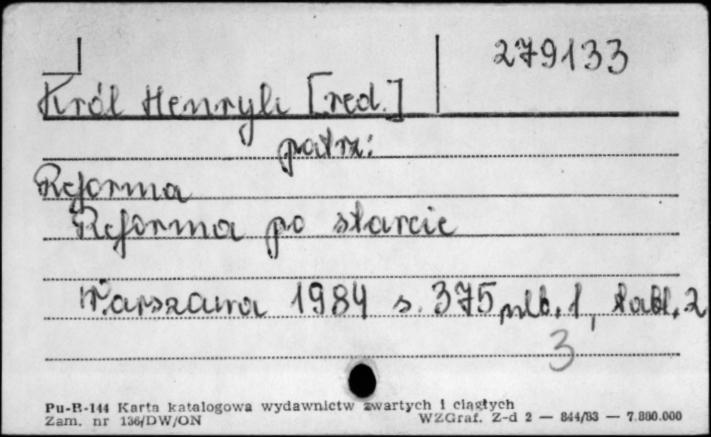 279133
Król Henryk [red.]
patrz:
Reforma
Reforma po starcie
Warszawa 1984 s. 375 nlb. 1, tabl. 2
3
Pu-B-144 Karta katalogowa wydawnictw zwartych i ciągłych
Zam. nr 136/DW/ON WZGraf. Z-d 2 — 844/83 — 7.880.000